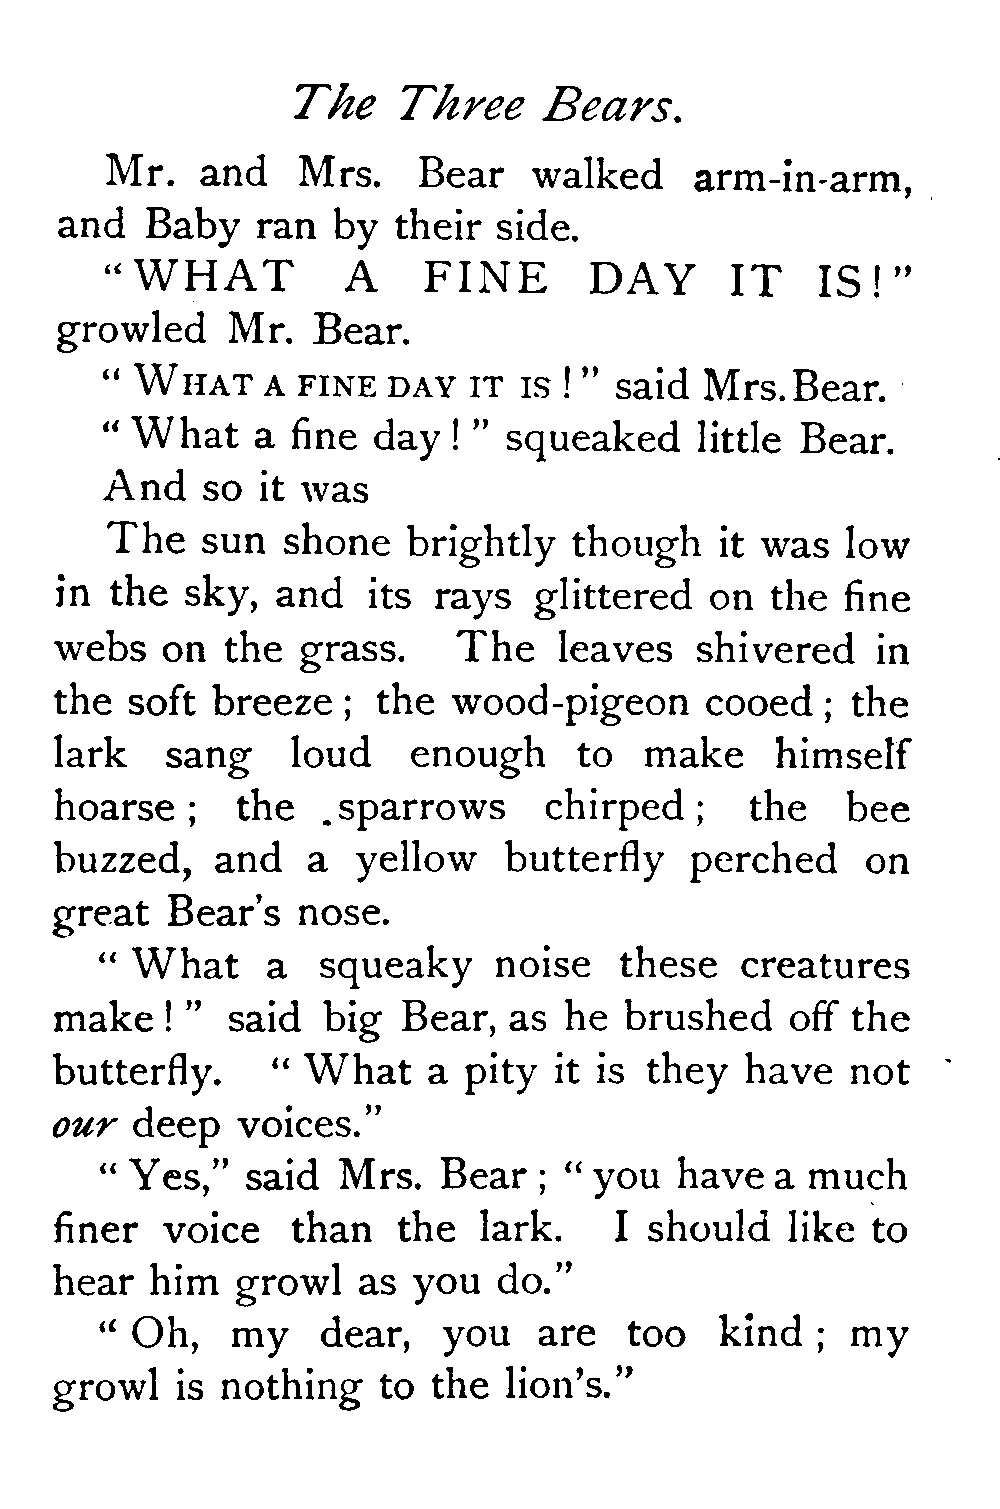 The Three Bears.
Mr. and Mrs. Bear walked arm-in-arm,
and Baby ran by their side.
“WHAT A FINE DAY IT IS!”
growled Mr. Bear.
“WHAT A FINE DAY IT IS!” said Mrs. Bear.
“What a fine day!” squeaked little Bear.
And so it was
The sun shone brightly though it was low
in the sky, and its rays glittered on the fine
webs on the grass. The leaves shivered in
the soft breeze; the wood-pigeon cooed; the
lark sang loud enough to make himself
hoarse; the sparrows chirped; the bee
buzzed, and a yellow butterfly perched on
great Bear’s nose.
“What a squeaky noise these creatures
make!” said big Bear, as he brushed off the
butterfly. “What a pity it is they have not
our deep voices.”
“Yes,” said Mrs. Bear; “you have a much
finer voice than the lark. I should like to
hear him growl as you do.”
“Oh, my dear, you are too kind; my
growl is nothing to the lion’s.”